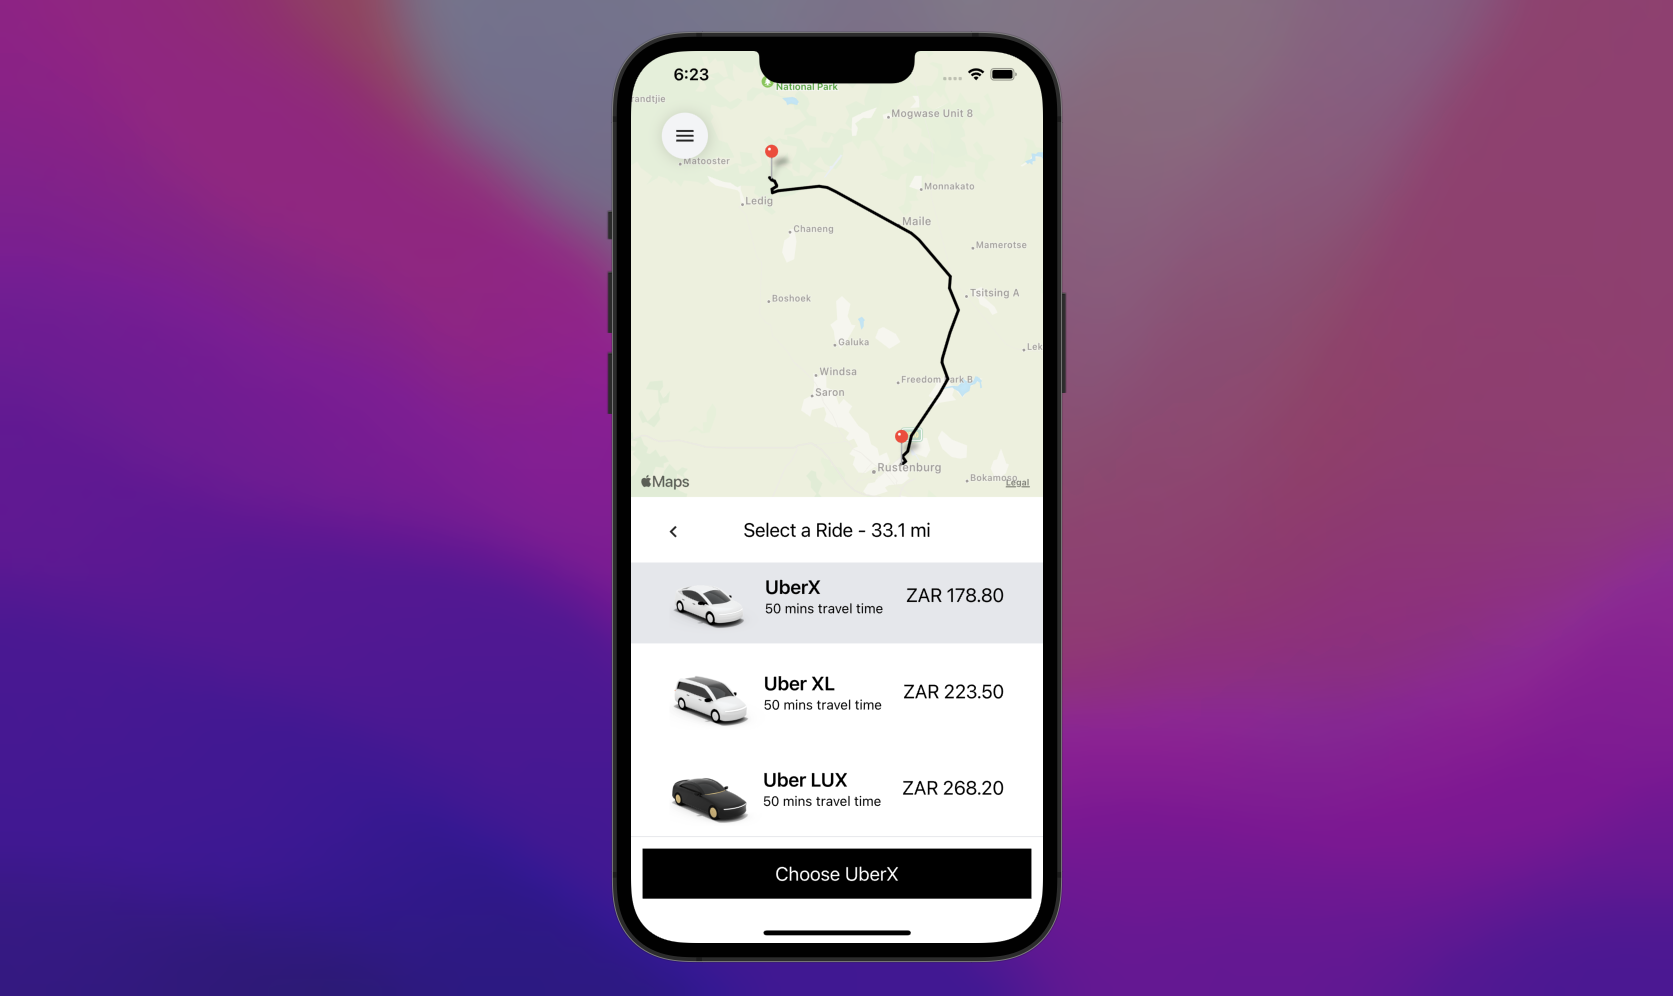 6:23
National Park
randtjie
Mogwase Unit 8
Matooster
Monnakato
Ledig
Maile
Chaneng
Mamerotse
Tsitsing A
Boshoek
Galuka
Lek
Windsa
Freedom Park B
Saron
Rustenburg
Bokamoso
Maps
Legal
Select a Ride - 33.1 mi
UberX
ZAR 178.80
50 mins travel time
Uber XL
ZAR 223.50
50 mins travel time
Uber LUX
ZAR 268.20
50 mins travel time
Choose UberX